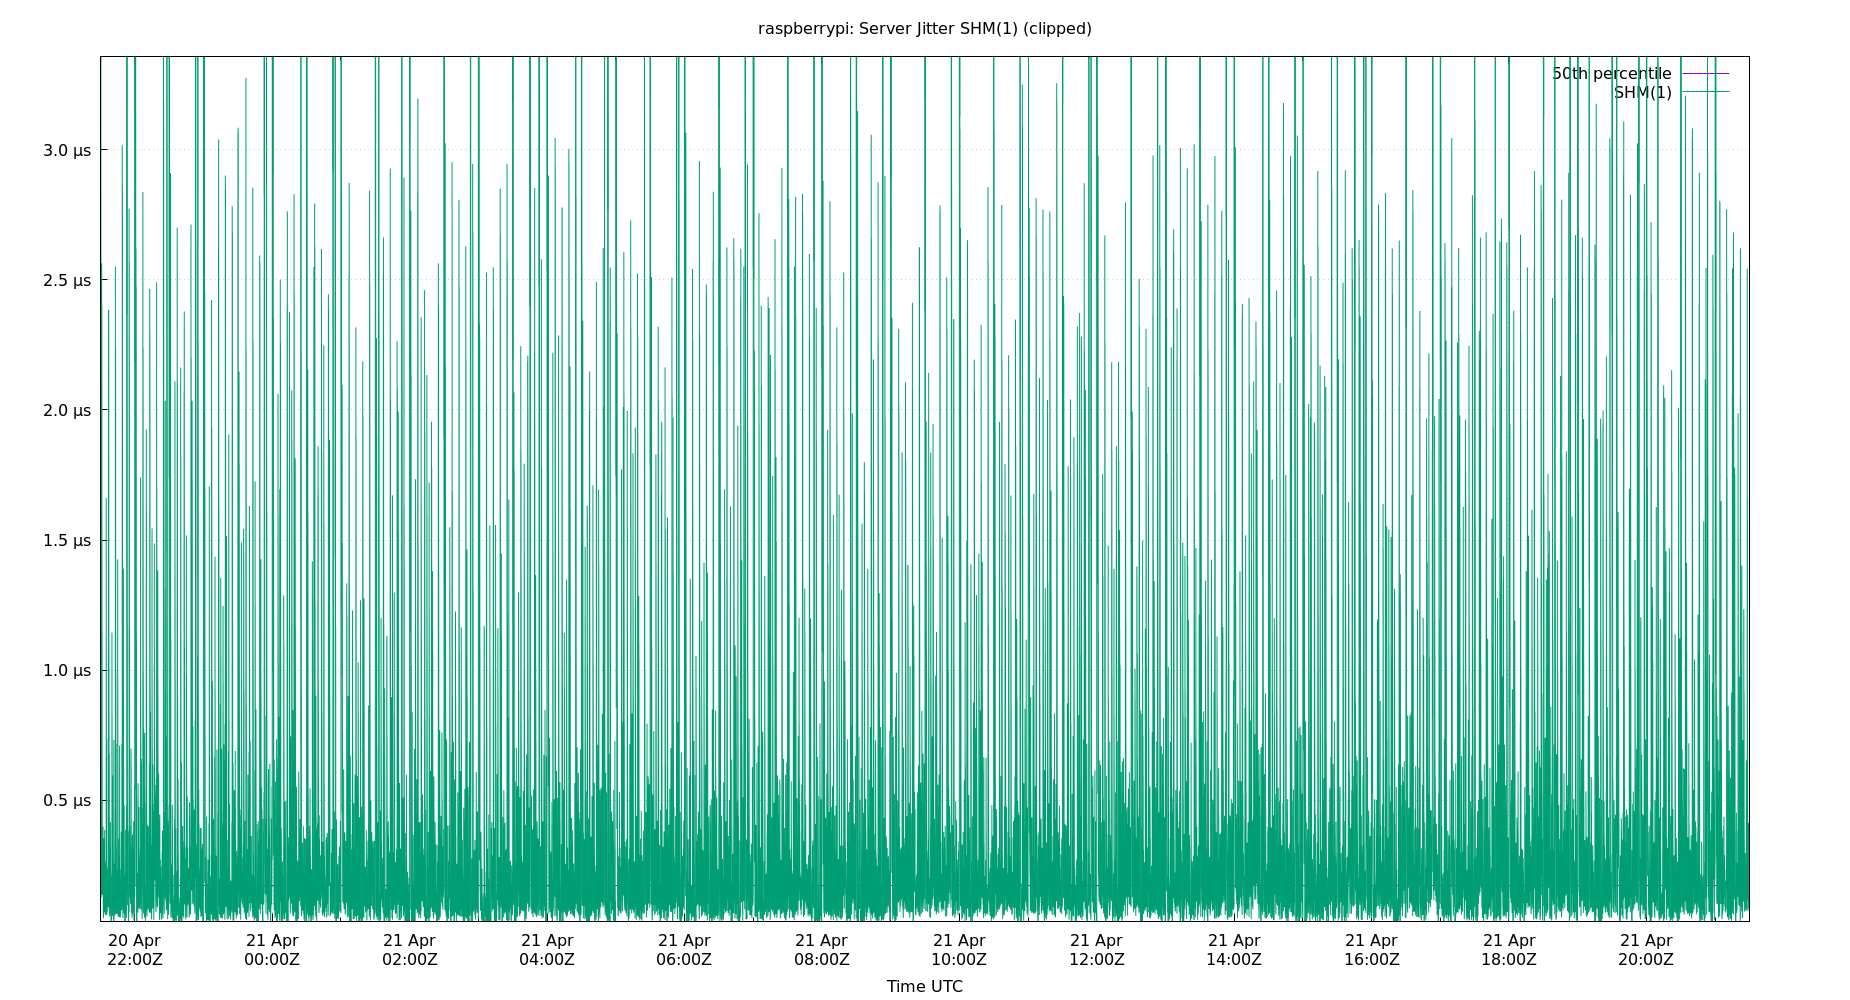 raspberrypi: Server Jitter SHM(1) (clipped)
50th percentile
SHM(1)
3.0 μs
2.5 μs
2.0 μs
1.5 μs
1.0 μs
0.5 μs
20 Apr 21 Apr 21 Apr 21 Apr 21 Apr 21 Apr 21 Apr 21 Apr 21 Apr 21 Apr 21 Apr 21 Apr
22:00Z 00:00Z 02:00Z 04:00Z 06:00Z 08:00Z 10:00Z 12:00Z 14:00Z 16:00Z 18:00Z 20:00Z
Time UTC